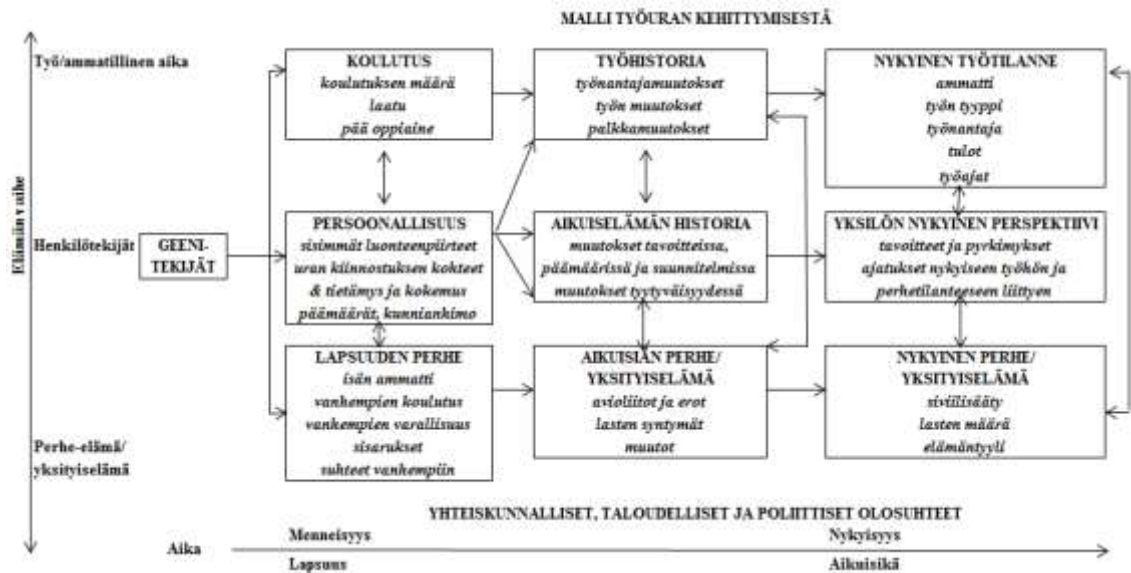 MALLI TYÖURAN KEHITTYMISESTÄ
Elämän vaihe
Työ/ammatillinen aika
KOULUTUS
koulutuksen määrä
laatu
pää oppiaine
TYÖHISTORIA
työnantajamuutokset
työn muutokset
palkkamuutokset
NYKYINEN TYÖTILANNE
ammatti
työn tyyppi
työnantaja
tulot
työajat
Henkilötekijät
GEENI-
TEKIJÄT
PERSOONALLISUUS
sisimmät luonteenpiirteet
uran kiinnostuksen kohteet
& tietämys ja kokemus
päämäärät, kunnianhimo
AIKUISELÄMÄN HISTORIA
muutokset tavoitteissa,
päämäärissä ja suunnitelmissa
muutokset tyytyväisyydessä
YKSILÖN NYKYINEN PERSPEKTIIVI
tavoitteet ja pyrkimykset
ajatukset nykyiseen työhön ja
perhetilanteeseen liittyen
Perhe-elämä/
yksityiselämä
LAPSUUDEN PERHE
isän ammatti
vanhempien koulutus
vanhempien varallisuus
sisarukset
suhteet vanhempiin
AIKUISIÄN PERHE/
YKSITYISELÄMÄ
avioliitot ja erot
lasten syntymät
muutot
NYKYINEN PERHE/
YKSITYISELÄMÄ
siviilisääty
lasten määrä
elämäntyyli
YHTEISKUNNALLISET, TALOUDELLISET JA POLIITTISET OLOSUHTEET
Aika
Menneisyys
Nykyisyys
Lapsuus
Aikuisikä